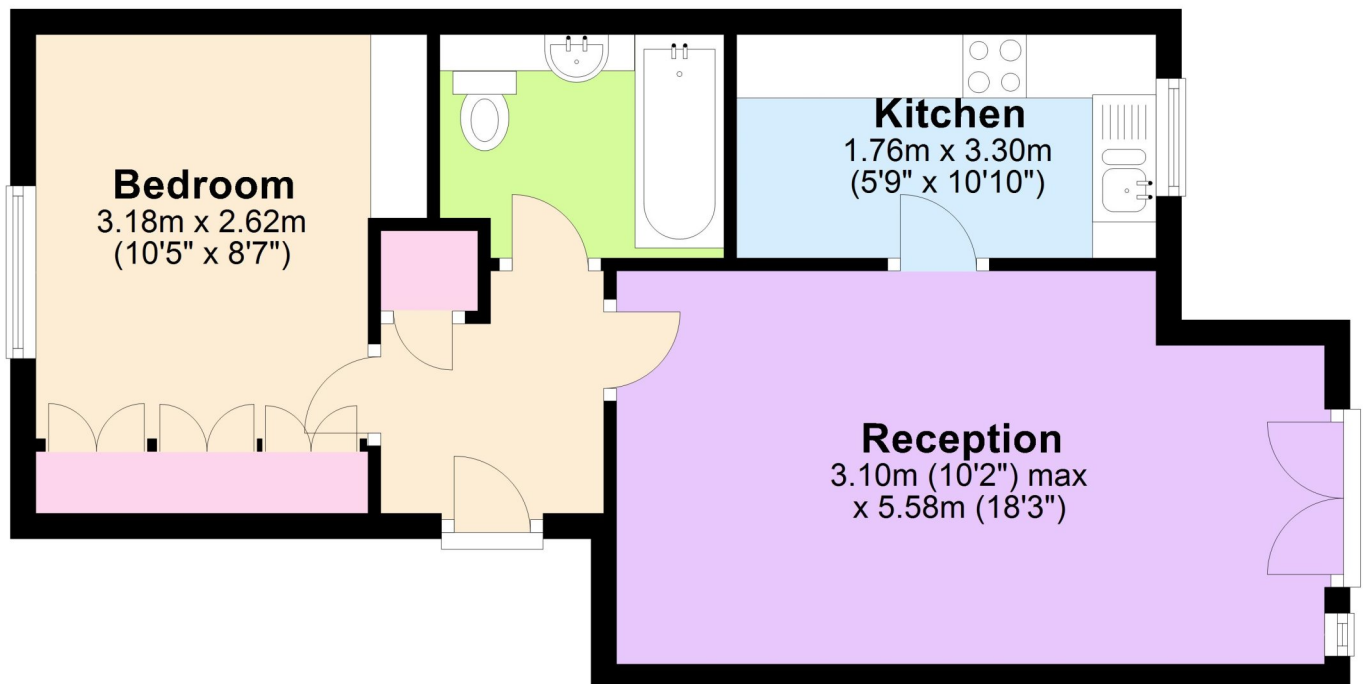 Bedroom
3.18m x 2.62m
(10'5" x 8'7")
Kitchen
1.76m x 3.30m
(5'9" x 10'10")
Reception
3.10m (10'2") max
x 5.58m (18'3")